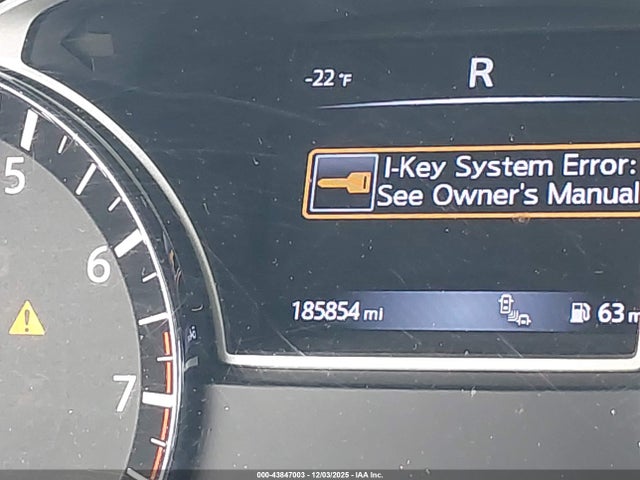 -22 °F
R
I-Key System Error:
See Owner's Manual
5
6
185854 mi
63 m
7
000-43847003 - 12/03/2025 - IAA Inc.